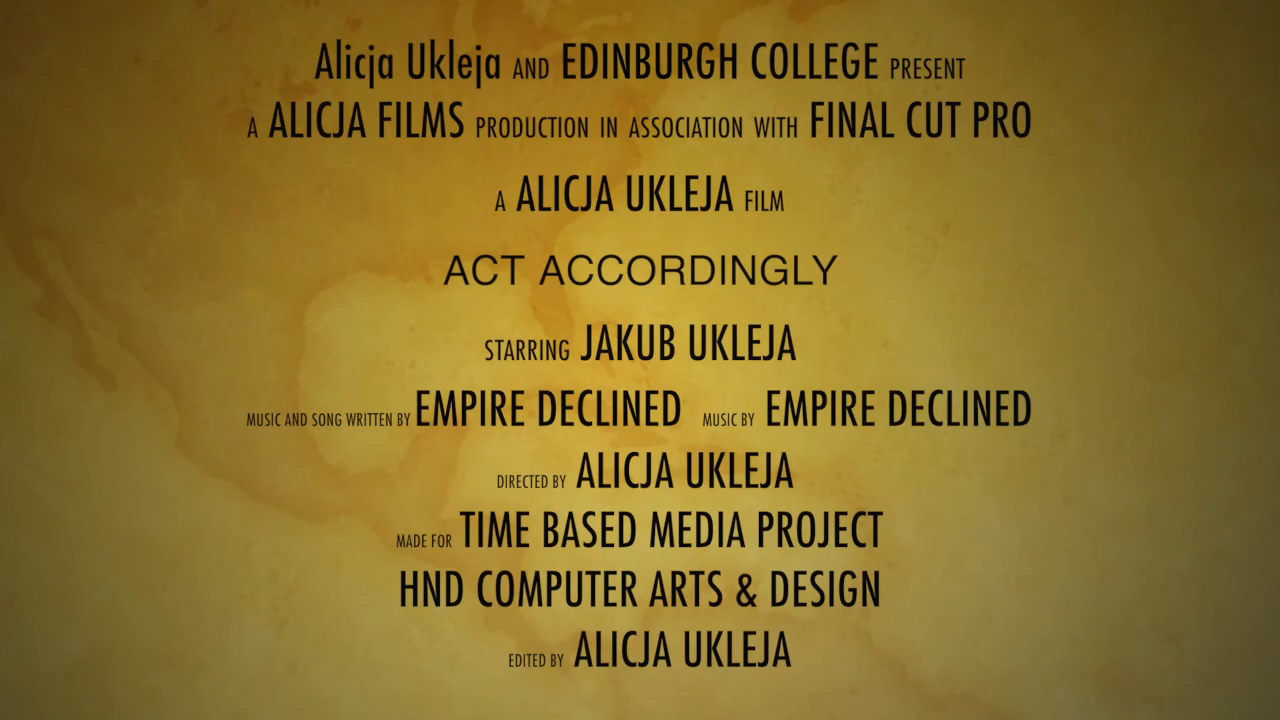 Alicja Ukleja AND EDINBURGH COLLEGE PRESENT
A ALICJA FILMS PRODUCTION IN ASSOCIATION WITH FINAL CUT PRO
A ALICJA UKLEJA FILM
ACT ACCORDINGLY
STARRING JAKUB UKLEJA
MUSIC AND SONG WRITTEN BY EMPIRE DECLINED MUSIC BY EMPIRE DECLINED
DIRECTED BY ALICJA UKLEJA
MADE FOR TIME BASED MEDIA PROJECT
HND COMPUTER ARTS & DESIGN
EDITED BY ALICJA UKLEJA